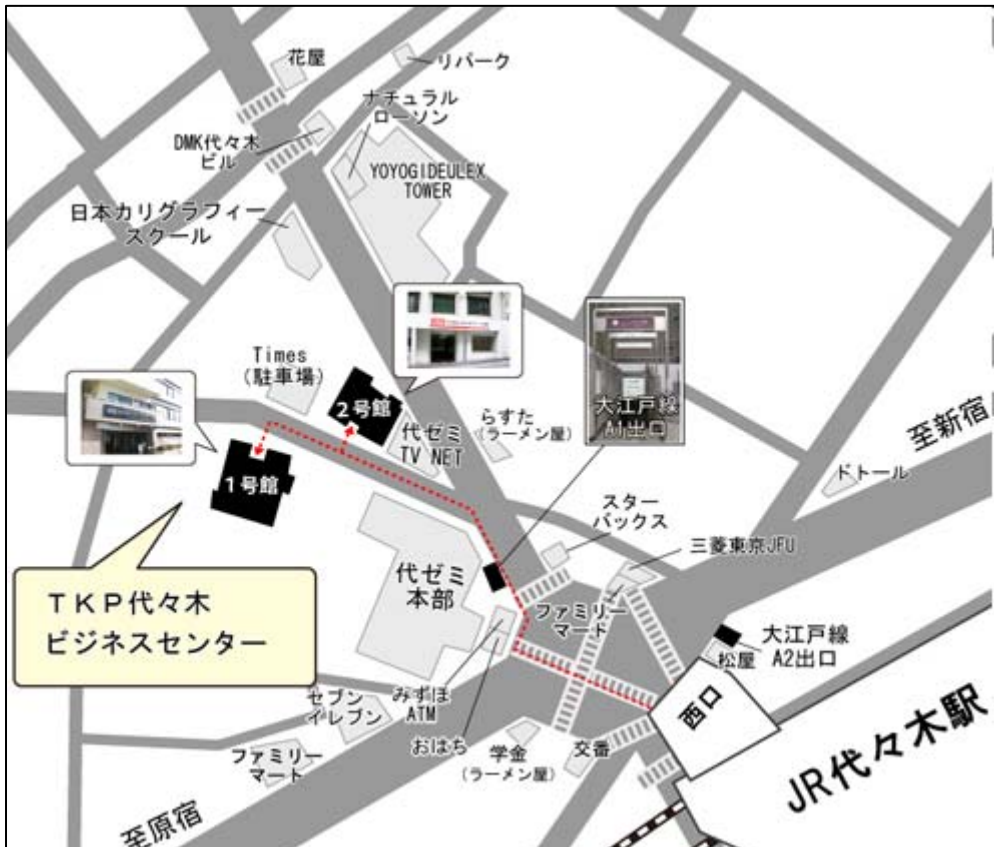 花屋
リパーク
ナチュラル
ローソン
DMK代々木
ビル
YOYOGIDEULEX
TOWER
日本カリグラフィー
スクール
Times
(駐車場)
2号館
代ゼミ
TV NET
らすた
(ラーメン屋)
大江戸線
A1出口
至新宿
ドトール
1号館
スター
バックス
三菱東京JFU
代ゼミ
本部
ファミリー
マート
TKP代々木
ビジネスセンター
大江戸線
A2出口
松屋
西口
JR代々木駅
セブン
イレブン
みずほ
ATM
おはち
学金
(ラーメン屋)
交番
ファミリー
マート
至原宿